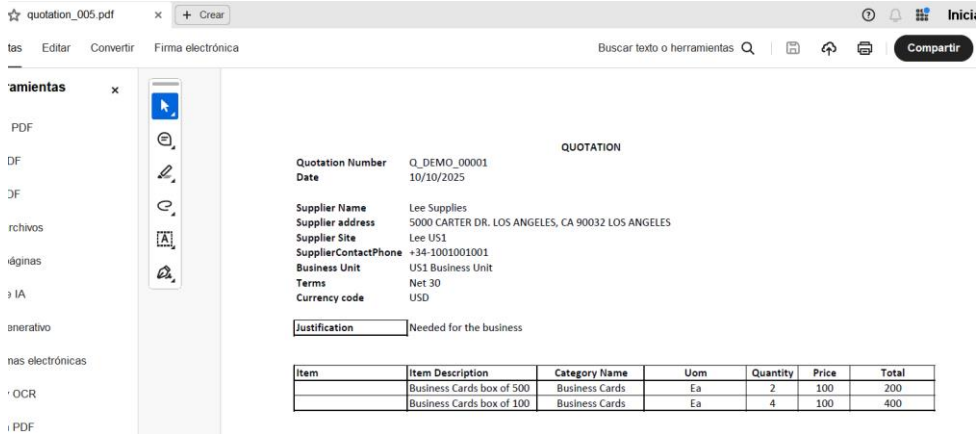 quotation_005.pdf × + Crear Inicia
tas Editar Convertir Firma electrónica Buscar texto o herramientas Compartir
ramientas ×
PDF
DF
DF
rchivos
áginas
e IA
enerativo
mas electrónicas
y OCR
PDF
QUOTATION
Quotation Number Q_DEMO_00001
Date 10/10/2025
Supplier Name Lee Supplies
Supplier address 5000 CARTER DR. LOS ANGELES, CA 90032 LOS ANGELES
Supplier Site Lee US1
SupplierContactPhone +34-1001001001
Business Unit US1 Business Unit
Terms Net 30
Currency code USD
Justification Needed for the business
Item Item Description Category Name Uom Quantity Price Total
Business Cards box of 500 Business Cards Ea 2 100 200
Business Cards box of 100 Business Cards Ea 4 100 400